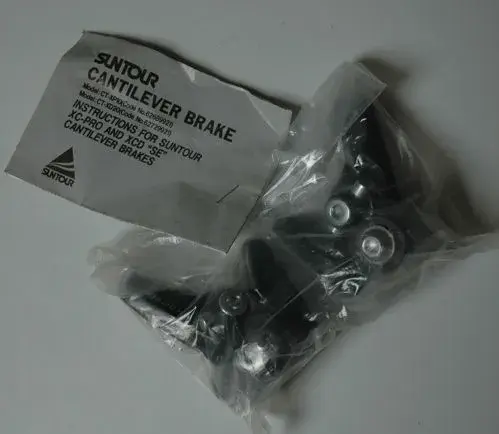 SUNTOUR
CANTILEVER BRAKE
INSTRUCTIONS FOR SUNTOUR
XC-PRO AND XCD "SE"
CANTILEVER BRAKES
SUNTOUR